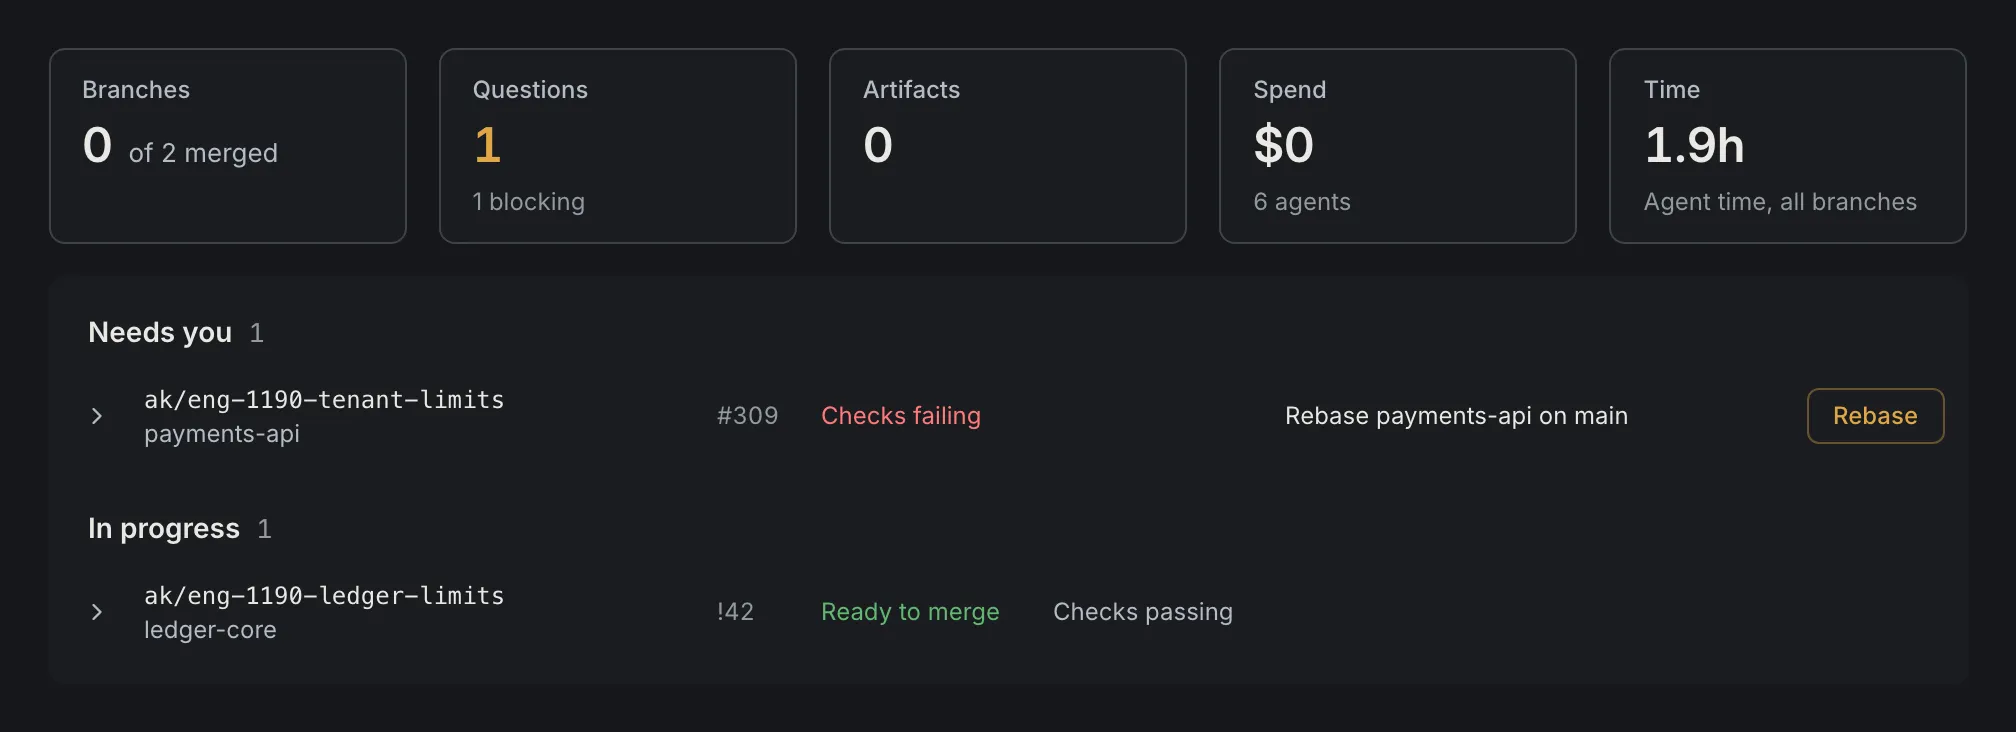 Branches
0 of 2 merged
Questions
1
1 blocking
Artifacts
0
Spend
$0
6 agents
Time
1.9h
Agent time, all branches
Needs you 1
ak/eng-1190-tenant-limits
payments-api
#309
Checks failing
Rebase payments-api on main
Rebase
In progress 1
ak/eng-1190-ledger-limits
ledger-core
!42
Ready to merge
Checks passing